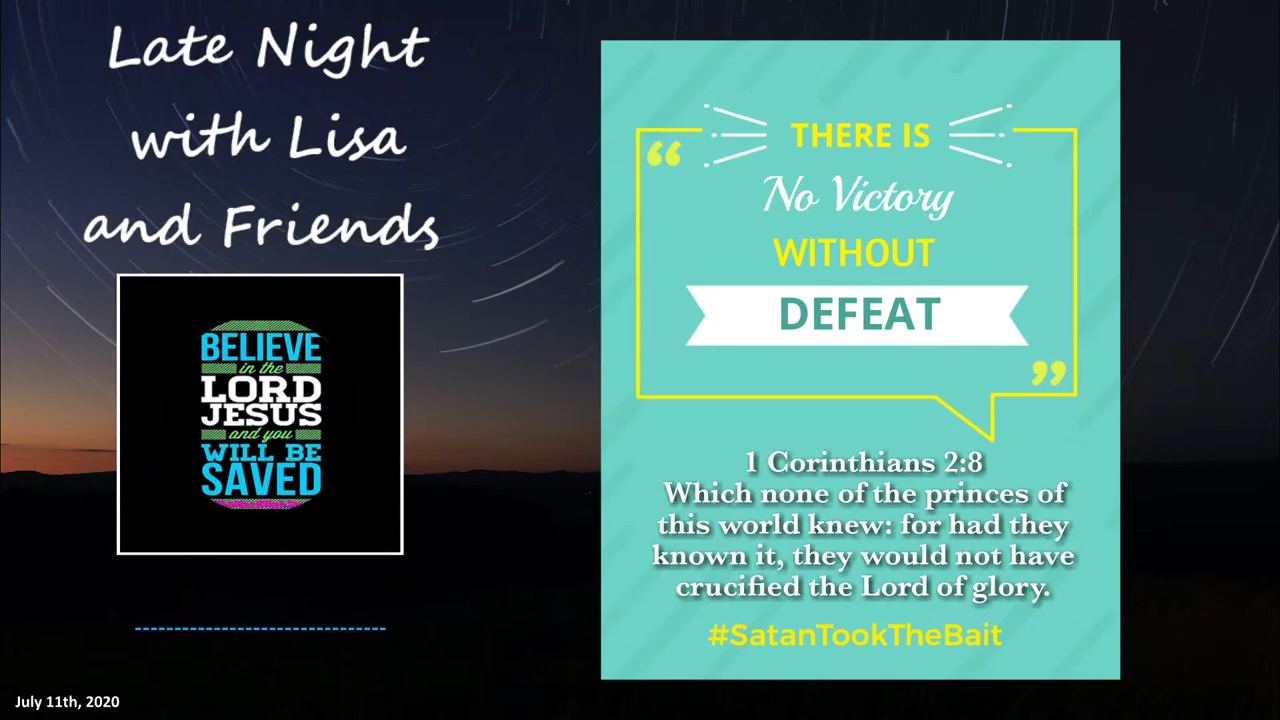 Late Night
with Lisa
and Friends
BELIEVE
in the
LORD
JESUS
and you
WILL BE
SAVED
--------------------------------
July 11th, 2020
“
THERE IS
No Victory
WITHOUT
DEFEAT
”
1 Corinthians 2:8
Which none of the princes of
this world knew: for had they
known it, they would not have
crucified the Lord of glory.
#SatanTookTheBait